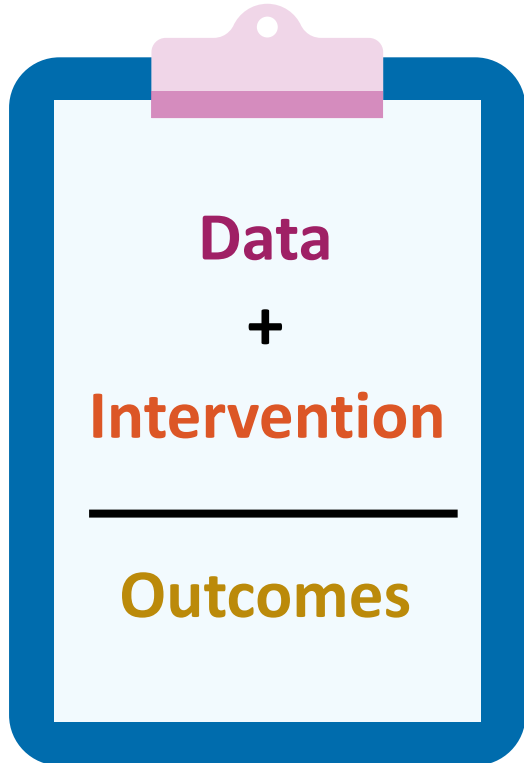 Data
+
Intervention
Outcomes